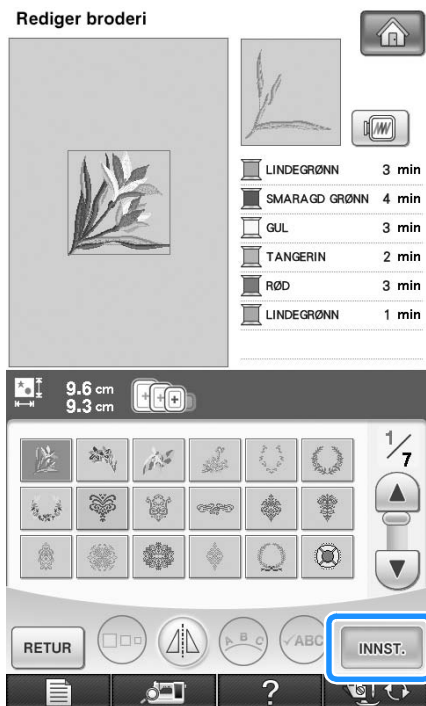 Rediger broderi
LINDEGRØNN 3 min
SMARAGD GRØNN 4 min
GUL 3 min
TANGERIN 2 min
RØD 3 min
LINDEGRØNN 1 min
9.6 cm
9.3 cm
1/7
RETUR
A B C
✓ABC
INNST.
?